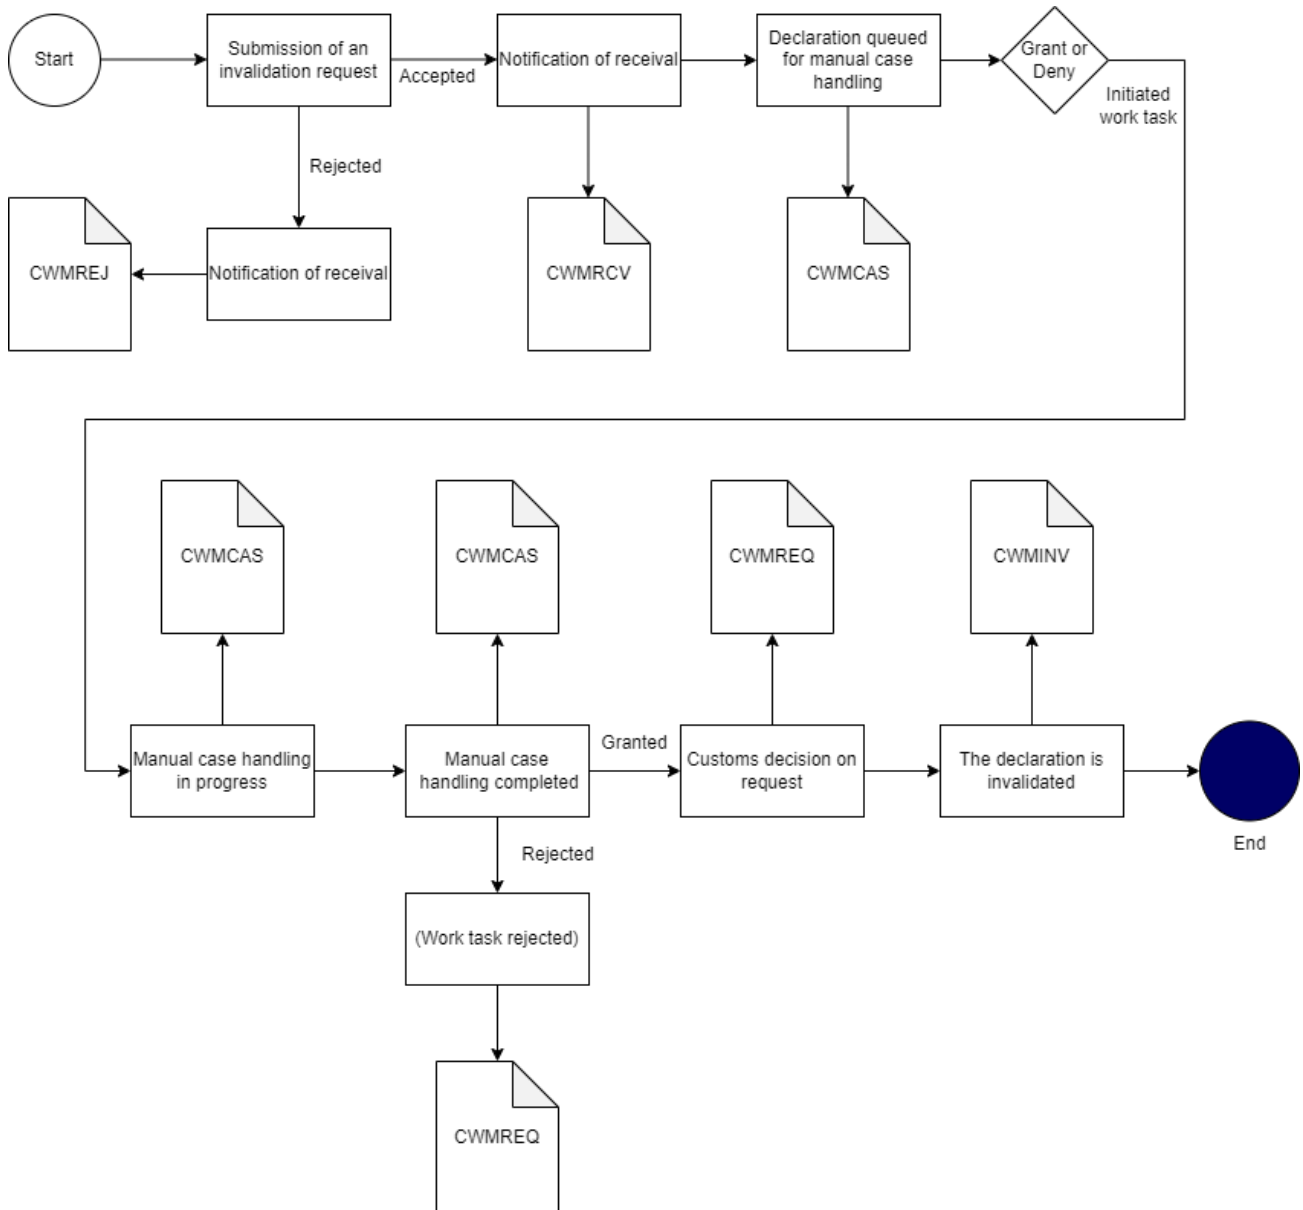 Start
Submission of an
invalidation request
Accepted
Notification of receival
Declaration queued
for manual case
handling
Grant or
Deny
Initiated
work task
Rejected
CWMREJ
Notification of receival
CWMRCV
CWMCAS
CWMCAS
CWMCAS
CWMREQ
CWMINV
Manual case handling
in progress
Manual case
handling completed
Granted
Customs decision on
request
The declaration is
invalidated
End
Rejected
(Work task rejected)
CWMREQ